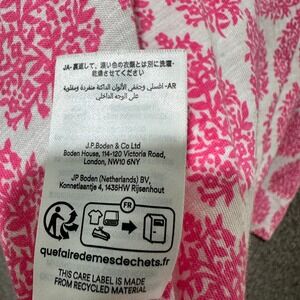 JA- 裏返して、濃い色の衣類とは別に洗濯・
乾燥させてください
AR- اغسلي وجففي الألوان الداكنة منفردة ومقلوبة
على الوجه الداخلي
J.P.Boden & Co Ltd
Boden House, 114-120 Victoria Road,
London, NW10 6NY
JP Boden (Netherlands) BV,
Konnetlaantje 4, 1435HW Rijsenhout
FR
quefairedemesdechets.fr
THIS CARE LABEL IS MADE
FROM RECYCLED MATERIAL